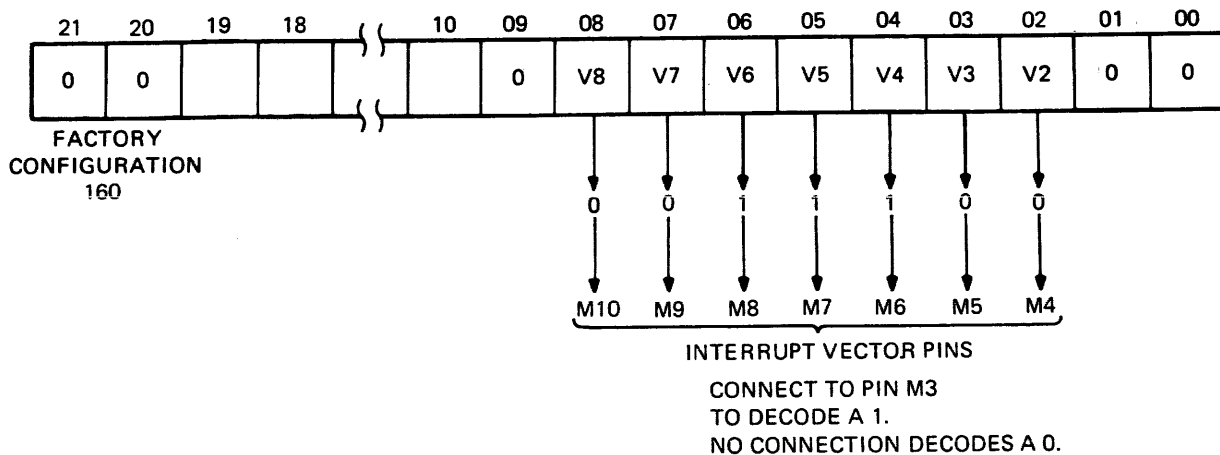 21 20 19 18 10 09 08 07 06 05 04 03 02 01 00
0 0 0 V8 V7 V6 V5 V4 V3 V2 0 0
FACTORY
CONFIGURATION
160
0 0 1 1 1 0 0
M10 M9 M8 M7 M6 M5 M4
INTERRUPT VECTOR PINS
CONNECT TO PIN M3
TO DECODE A 1.
NO CONNECTION DECODES A 0.